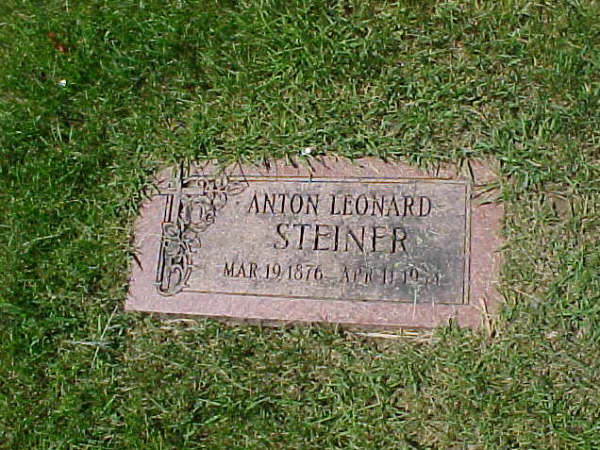 ANTON LEONARD
STEINER
MAR 19 1876 APR 11